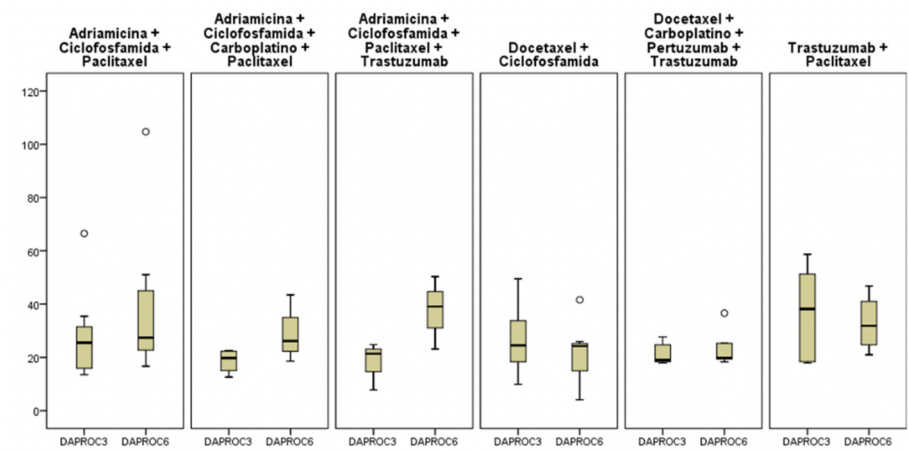 Adriamicina +
Ciclofosfamida +
Paclitaxel
Adriamicina +
Ciclofosfamida +
Carboplatino +
Paclitaxel
Adriamicina +
Ciclofosfamida +
Paclitaxel +
Trastuzumab
Docetaxel +
Ciclofosfamida
Docetaxel +
Carboplatino +
Pertuzumab +
Trastuzumab
Trastuzumab +
Paclitaxel
120
100
80
60
40
20
0
DAPROC3 DAPROC6 DAPROC3 DAPROC6 DAPROC3 DAPROC6 DAPROC3 DAPROC6 DAPROC3 DAPROC6 DAPROC3 DAPROC6